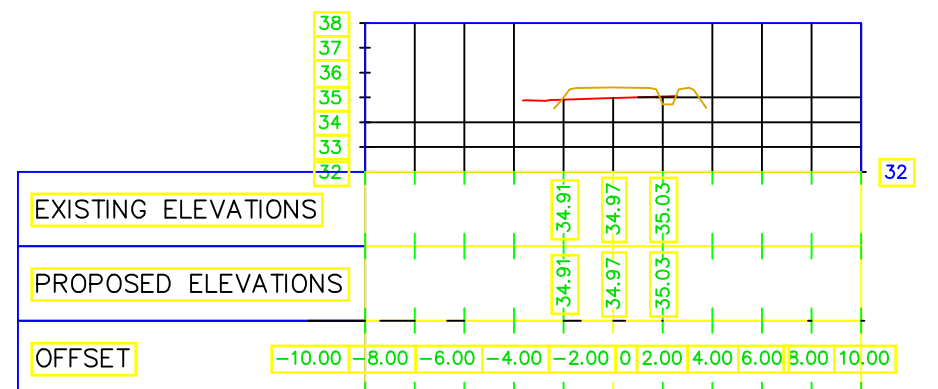 38
37
36
35
34
33
32
32
EXISTING ELEVATIONS 34.91 34.97 35.03
PROPOSED ELEVATIONS 34.91 34.97 35.03
OFFSET -10.00 -8.00 -6.00 -4.00 -2.00 0 2.00 4.00 6.00 8.00 10.00